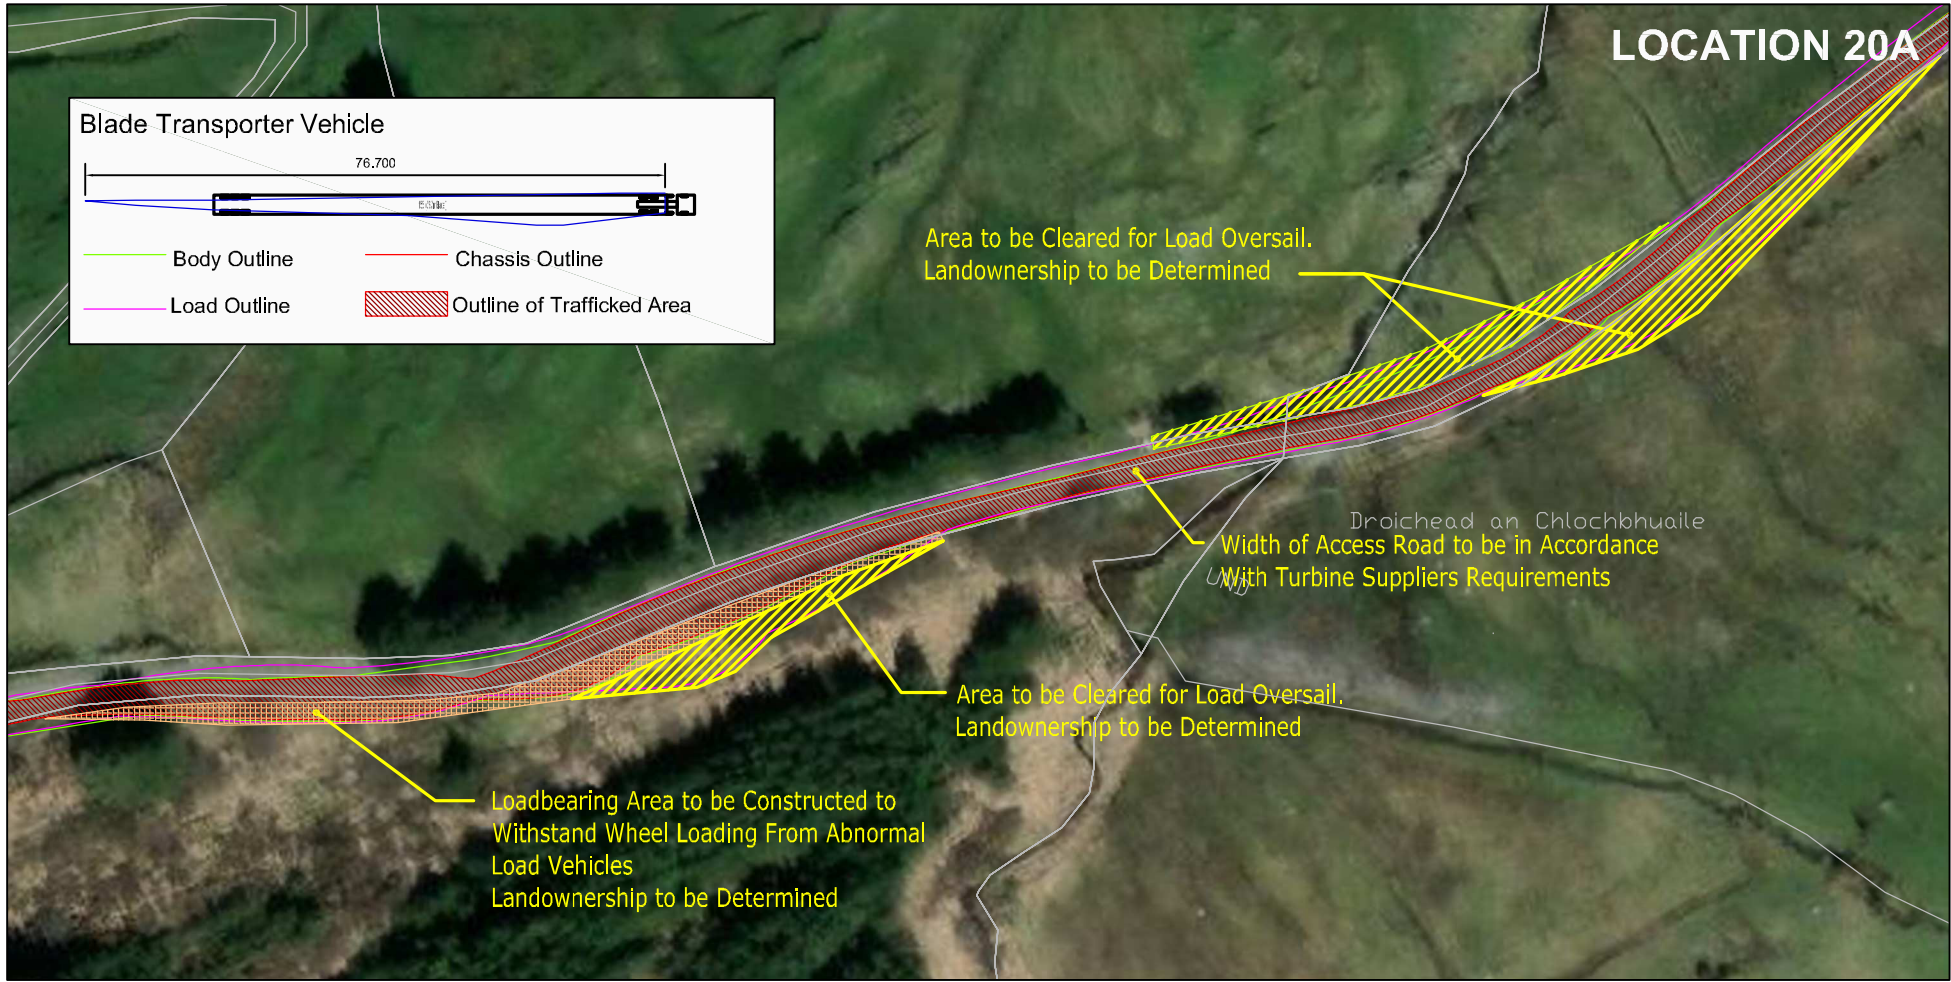 LOCATION 20A
Blade Transporter Vehicle
76.700
Body Outline
Chassis Outline
Load Outline
Outline of Trafficked Area
Area to be Cleared for Load Oversail.
Landownership to be Determined
Droichead an Chlochbhuaile
Width of Access Road to be in Accordance
With Turbine Suppliers Requirements
UND
Area to be Cleared for Load Oversail.
Landownership to be Determined
Loadbearing Area to be Constructed to
Withstand Wheel Loading From Abnormal
Load Vehicles
Landownership to be Determined